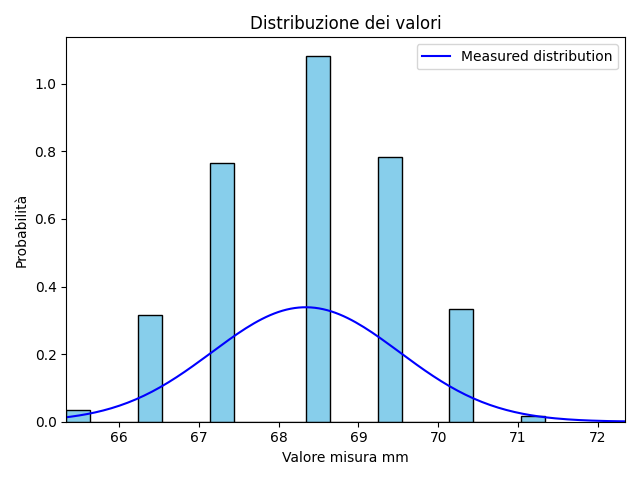 Distribuzione dei valori
Measured distribution
Probabilità
1.0
0.8
0.6
0.4
0.2
0.0
66 67 68 69 70 71 72
Valore misura mm